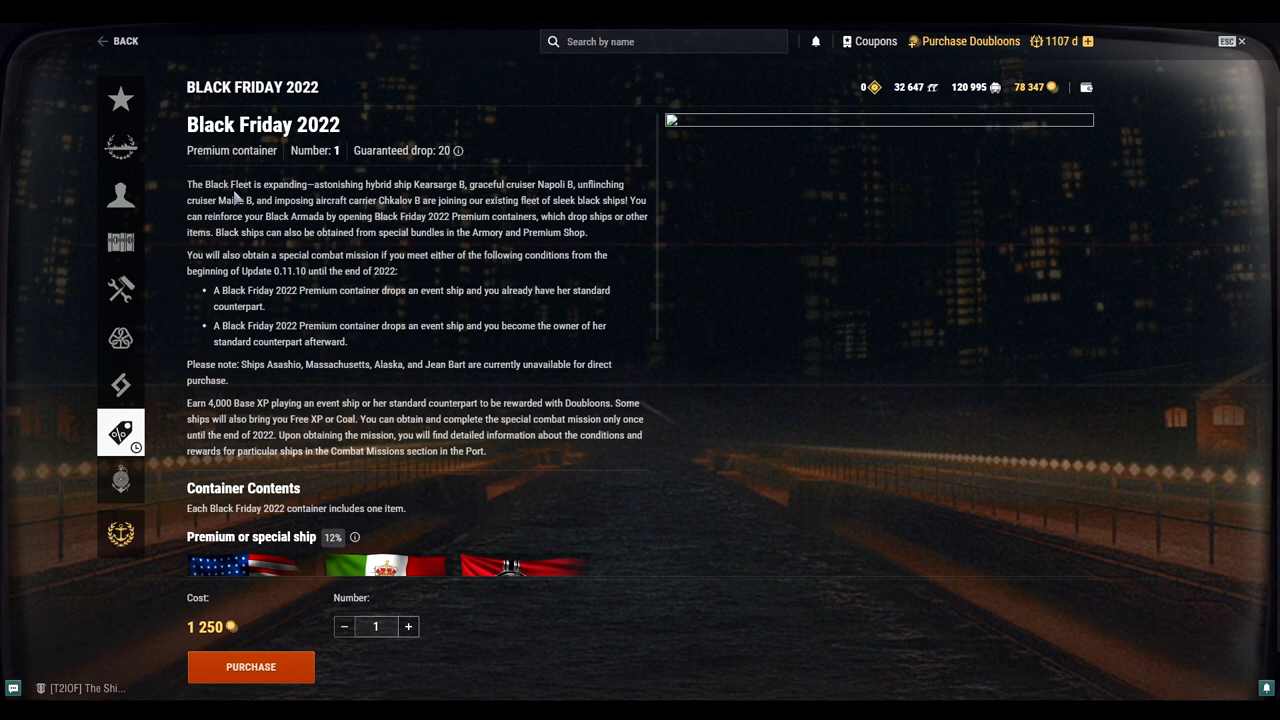 BACK
Search by name
Coupons
Purchase Doubloons
1107 d
ESC
BLACK FRIDAY 2022
0
32 647
120 995
78 347
Black Friday 2022
Premium container
Number: 1
Guaranteed drop: 20
The Black Fleet is expanding—astonishing hybrid ship Kearsarge B, graceful cruiser Napoli B, unflinching
cruiser B, and imposing aircraft carrier Chkalov B are joining our existing fleet of sleek black ships! You
can reinforce your Black Armada by opening Black Friday 2022 Premium containers, which drop ships or other
items. Black ships can also be obtained from special bundles in the Armory and Premium Shop.
You will also obtain a special combat mission if you meet either of the following conditions from the
beginning of Update 0.11.10 until the end of 2022:
• A Black Friday 2022 Premium container drops an event ship and you already have her standard
counterpart.
• A Black Friday 2022 Premium container drops an event ship and you become the owner of her
standard counterpart afterward.
Please note: Ships Asashio, Massachusetts, Alaska, and Jean Bart are currently unavailable for direct
purchase.
Earn 4,000 Base XP playing an event ship or her standard counterpart to be rewarded with Doubloons. Some
ships will also bring you Free XP or Coal. You can obtain and complete the special combat mission only once
until the end of 2022. Upon obtaining the mission, you will find detailed information about the conditions and
rewards for particular ships in the Combat Missions section in the Port.
Container Contents
Each Black Friday 2022 container includes one item.
Premium or special ship 12%
Cost:
Number:
1 250
− 1 +
PURCHASE
[T2IOF] The Shi...